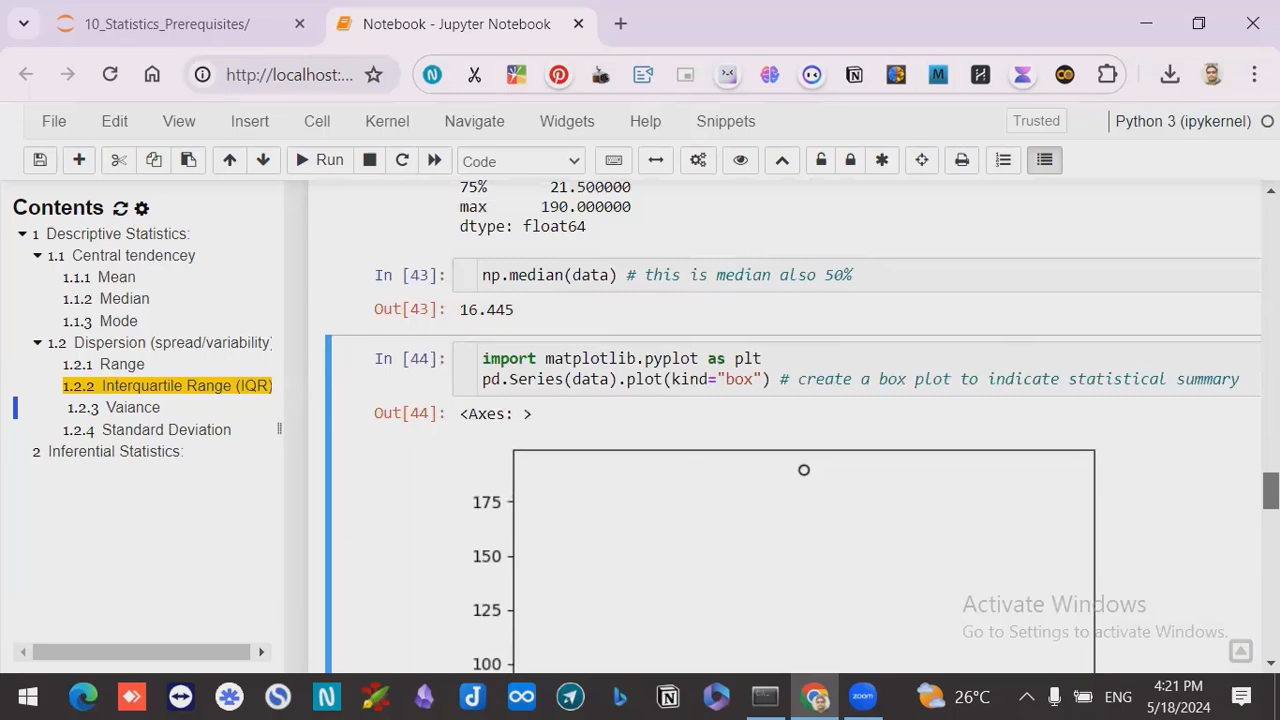 10_Statistics_Prerequisites/
Notebook - Jupyter Notebook
http://localhost:...
File Edit View Insert Cell Kernel Navigate Widgets Help Snippets
Trusted
Python 3 (ipykernel)
Run
Code
Contents
1 Descriptive Statistics:
1.1 Central tendencey
1.1.1 Mean
1.1.2 Median
1.1.3 Mode
1.2 Dispersion (spread/variability)
1.2.1 Range
1.2.2 Interquartile Range (IQR)
1.2.3 Vaiance
1.2.4 Standard Deviation
2 Inferential Statistics:
75% 21.500000
max 190.000000
dtype: float64
In [43]: np.median(data) # this is median also 50%
Out[43]: 16.445
In [44]: import matplotlib.pyplot as plt
pd.Series(data).plot(kind="box") # create a box plot to indicate statistical summary
Out[44]: <Axes: >
175
150
125
100
Activate Windows
Go to Settings to activate Windows.
zoom
26°C
ENG
4:21 PM
5/18/2024